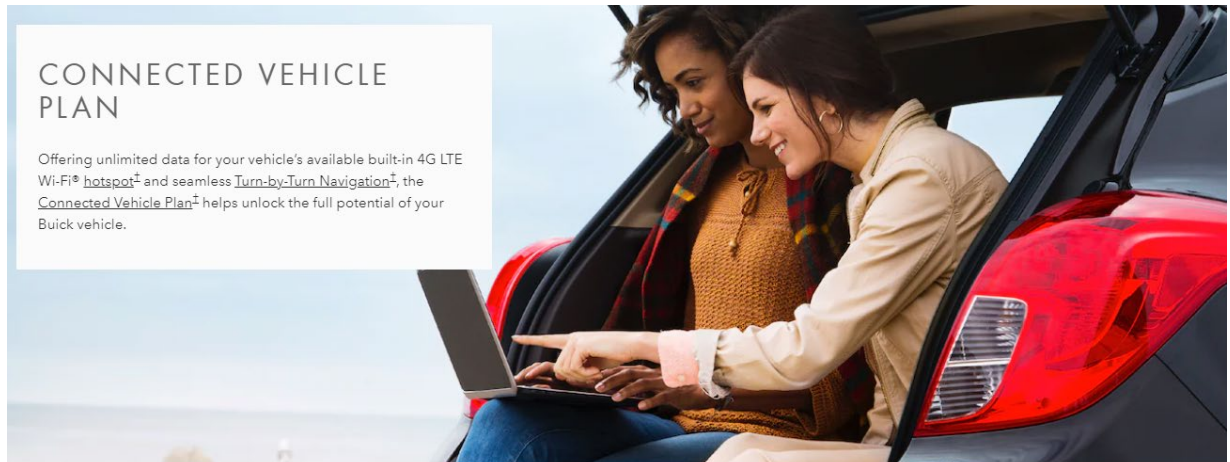 CONNECTED VEHICLE
PLAN
Offering unlimited data for your vehicle's available built-in 4G LTE
Wi-Fi® hotspot‡ and seamless Turn-by-Turn Navigation‡, the
Connected Vehicle Plan‡ helps unlock the full potential of your
Buick vehicle.